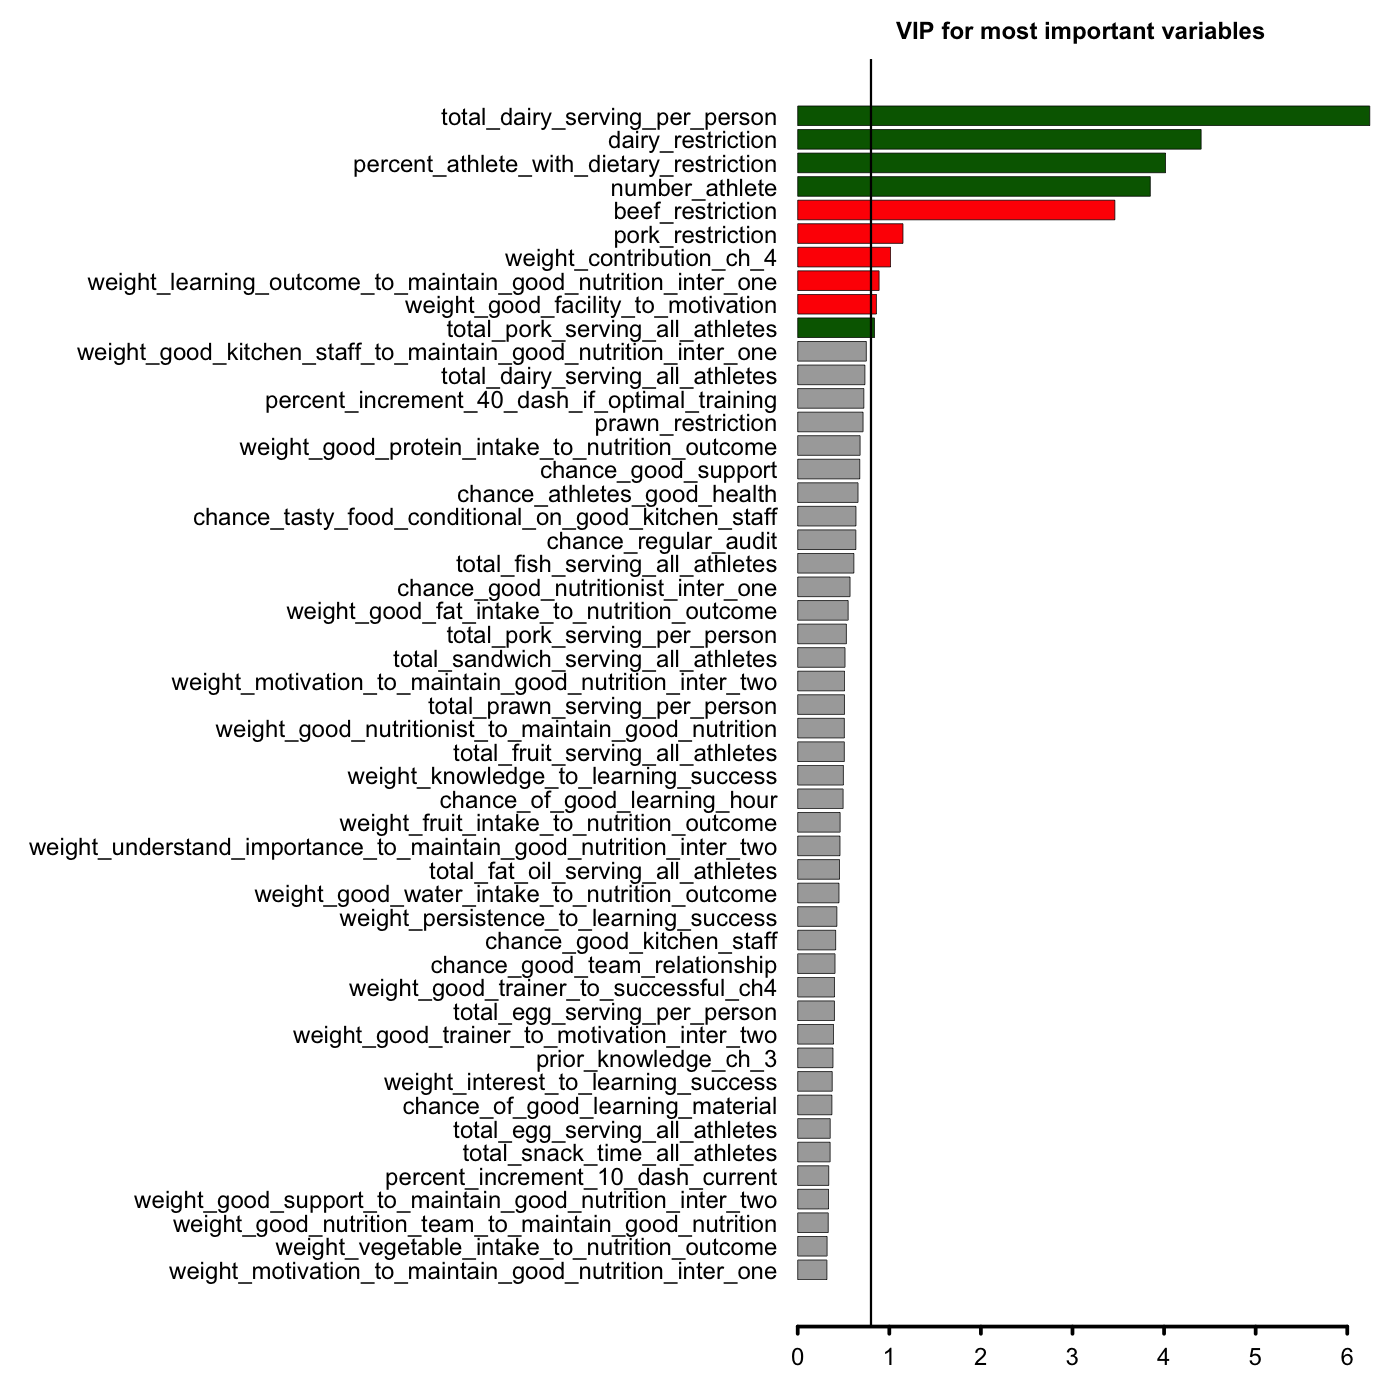 VIP for most important variables
total_dairy_serving_per_person
dairy_restriction
percent_athlete_with_dietary_restriction
number_athlete
beef_restriction
pork_restriction
weight_contribution_ch_4
weight_learning_outcome_to_maintain_good_nutrition_inter_one
weight_good_facility_to_motivation
total_pork_serving_all_athletes
weight_good_kitchen_staff_to_maintain_good_nutrition_inter_one
total_dairy_serving_all_athletes
percent_increment_40_dash_if_optimal_training
prawn_restriction
weight_good_protein_intake_to_nutrition_outcome
chance_good_support
chance_athletes_good_health
chance_tasty_food_conditional_on_good_kitchen_staff
chance_regular_audit
total_fish_serving_all_athletes
chance_good_nutritionist_inter_one
weight_good_fat_intake_to_nutrition_outcome
total_pork_serving_per_person
total_sandwich_serving_all_athletes
weight_motivation_to_maintain_good_nutrition_inter_two
total_prawn_serving_per_person
weight_good_nutritionist_to_maintain_good_nutrition
total_fruit_serving_all_athletes
weight_knowledge_to_learning_success
chance_of_good_learning_hour
weight_fruit_intake_to_nutrition_outcome
weight_understand_importance_to_maintain_good_nutrition_inter_two
total_fat_oil_serving_all_athletes
weight_good_water_intake_to_nutrition_outcome
weight_persistence_to_learning_success
chance_good_kitchen_staff
chance_good_team_relationship
weight_good_trainer_to_successful_ch4
total_egg_serving_per_person
weight_good_trainer_to_motivation_inter_two
prior_knowledge_ch_3
weight_interest_to_learning_success
chance_of_good_learning_material
total_egg_serving_all_athletes
total_snack_time_all_athletes
percent_increment_10_dash_current
weight_good_support_to_maintain_good_nutrition_inter_two
weight_good_nutrition_team_to_maintain_good_nutrition
weight_vegetable_intake_to_nutrition_outcome
weight_motivation_to_maintain_good_nutrition_inter_one
0 1 2 3 4 5 6